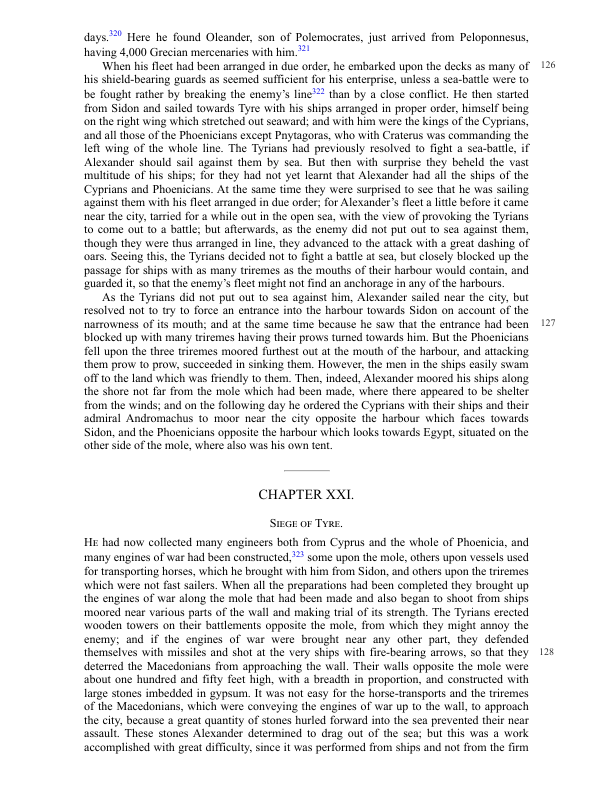 days.320 Here he found Oleander, son of Polemocrates, just arrived from Peloponnesus,
having 4,000 Grecian mercenaries with him.321
When his fleet had been arranged in due order, he embarked upon the decks as many of 126
his shield-bearing guards as seemed sufficient for his enterprise, unless a sea-battle were to
be fought rather by breaking the enemy's line322 than by a close conflict. He then started
from Sidon and sailed towards Tyre with his ships arranged in proper order, himself being
on the right wing which stretched out seaward; and with him were the kings of the Cyprians,
and all those of the Phoenicians except Pnytagoras, who with Craterus was commanding the
left wing of the whole line. The Tyrians had previously resolved to fight a sea-battle, if
Alexander should sail against them by sea. But then with surprise they beheld the vast
multitude of his ships; for they had not yet learnt that Alexander had all the ships of the
Cyprians and Phoenicians. At the same time they were surprised to see that he was sailing
against them with his fleet arranged in due order; for Alexander's fleet a little before it came
near the city, tarried for a while out in the open sea, with the view of provoking the Tyrians
to come out to a battle; but afterwards, as the enemy did not put out to sea against them,
though they were thus arranged in line, they advanced to the attack with a great dashing of
oars. Seeing this, the Tyrians decided not to fight a battle at sea, but closely blocked up the
passage for ships with as many triremes as the mouths of their harbour would contain, and
guarded it, so that the enemy's fleet might not find an anchorage in any of the harbours.
As the Tyrians did not put out to sea against him, Alexander sailed near the city, but
resolved not to try to force an entrance into the harbour towards Sidon on account of the
narrowness of its mouth; and at the same time because he saw that the entrance had been 127
blocked up with many triremes having their prows turned towards him. But the Phoenicians
fell upon the three triremes moored furthest out at the mouth of the harbour, and attacking
them prow to prow, succeeded in sinking them. However, the men in the ships easily swam
off to the land which was friendly to them. Then, indeed, Alexander moored his ships along
the shore not far from the mole which had been made, where there appeared to be shelter
from the winds; and on the following day he ordered the Cyprians with their ships and their
admiral Andromachus to moor near the city opposite the harbour which faces towards
Sidon, and the Phoenicians opposite the harbour which looks towards Egypt, situated on the
other side of the mole, where also was his own tent.
CHAPTER XXI.
SIEGE OF TYRE.
HE had now collected many engineers both from Cyprus and the whole of Phoenicia, and
many engines of war had been constructed,323 some upon the mole, others upon vessels used
for transporting horses, which he brought with him from Sidon, and others upon the triremes
which were not fast sailers. When all the preparations had been completed they brought up
the engines of war along the mole that had been made and also began to shoot from ships
moored near various parts of the wall and making trial of its strength. The Tyrians erected
wooden towers on their battlements opposite the mole, from which they might annoy the
enemy; and if the engines of war were brought near any other part, they defended
themselves with missiles and shot at the very ships with fire-bearing arrows, so that they 128
deterred the Macedonians from approaching the wall. Their walls opposite the mole were
about one hundred and fifty feet high, with a breadth in proportion, and constructed with
large stones imbedded in gypsum. It was not easy for the horse-transports and the triremes
of the Macedonians, which were conveying the engines of war up to the wall, to approach
the city, because a great quantity of stones hurled forward into the sea prevented their near
assault. These stones Alexander determined to drag out of the sea; but this was a work
accomplished with great difficulty, since it was performed from ships and not from the firm